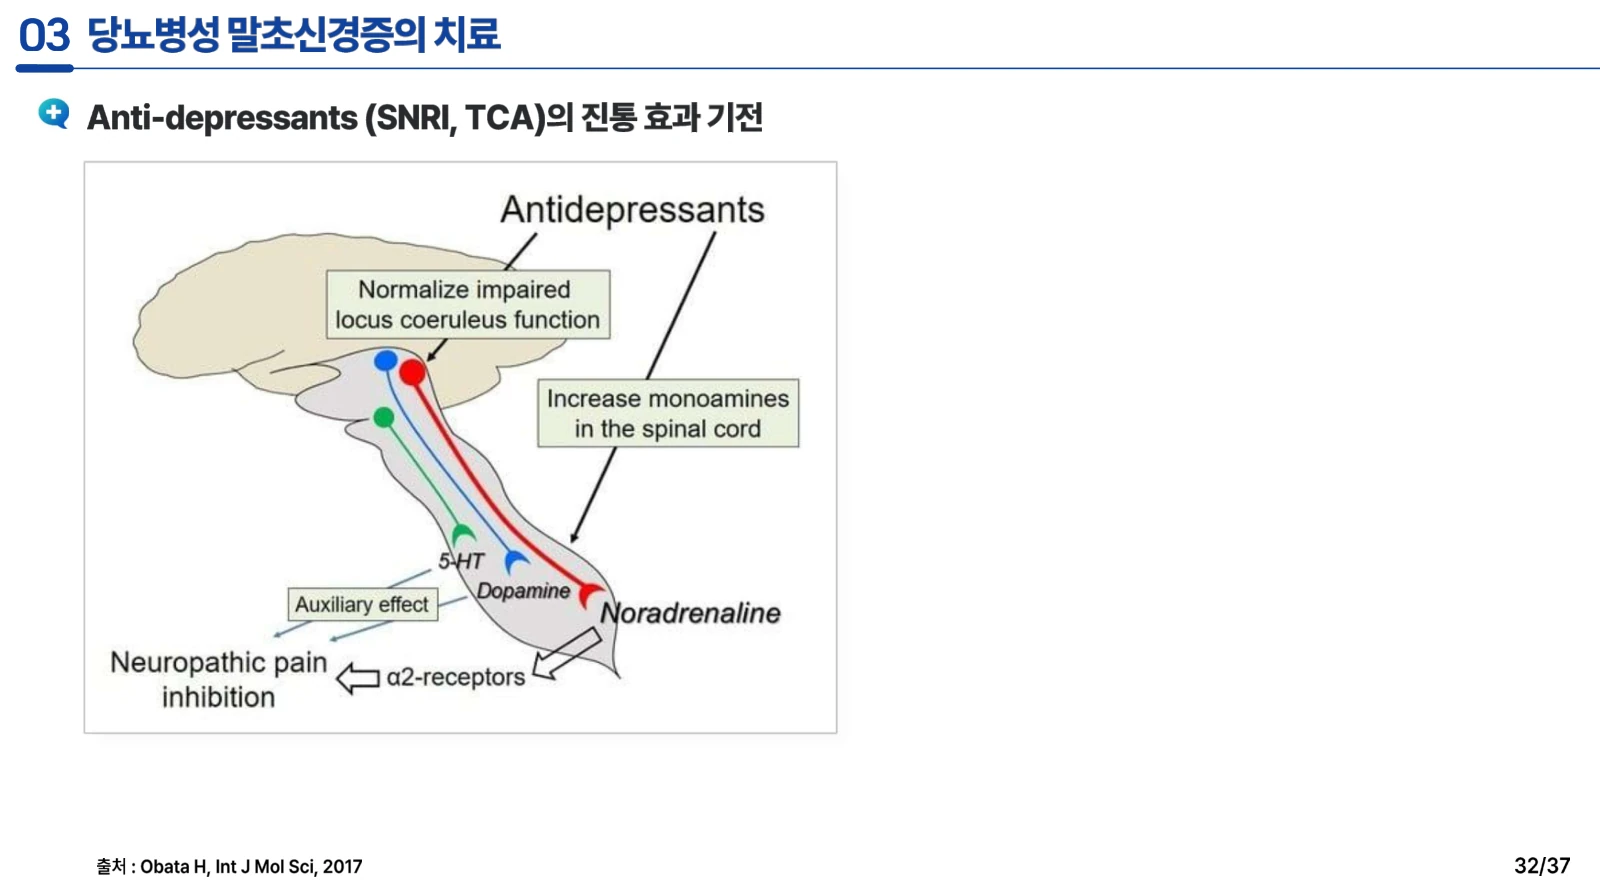 03 당뇨병성 말초신경증의 치료
Anti-depressants (SNRI, TCA)의 진통 효과 기전
Antidepressants
Normalize impaired
locus coeruleus function
Increase monoamines
in the spinal cord
5-HT
Dopamine
Auxiliary effect
Noradrenaline
Neuropathic pain
inhibition
α2-receptors
출처 : Obata H, Int J Mol Sci, 2017
32/37